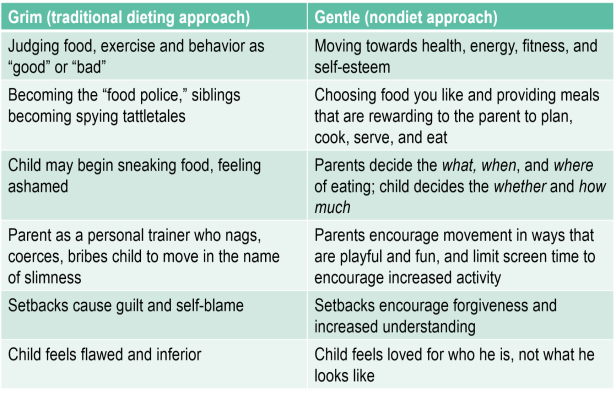 Grim (traditional dieting approach)
Gentle (nondiet approach)
Judging food, exercise and behavior as
“good” or “bad”
Moving towards health, energy, fitness, and
self-esteem
Becoming the “food police,” siblings
becoming spying tattletales
Choosing food you like and providing meals
that are rewarding to the parent to plan,
cook, serve, and eat
Child may begin sneaking food, feeling
ashamed
Parents decide the what, when, and where
of eating; child decides the whether and how
much
Parent as a personal trainer who nags,
coerces, bribes child to move in the name
of slimness
Parents encourage movement in ways that
are playful and fun, and limit screen time to
encourage increased activity
Setbacks cause guilt and self-blame
Setbacks encourage forgiveness and
increased understanding
Child feels flawed and inferior
Child feels loved for who he is, not what he
looks like